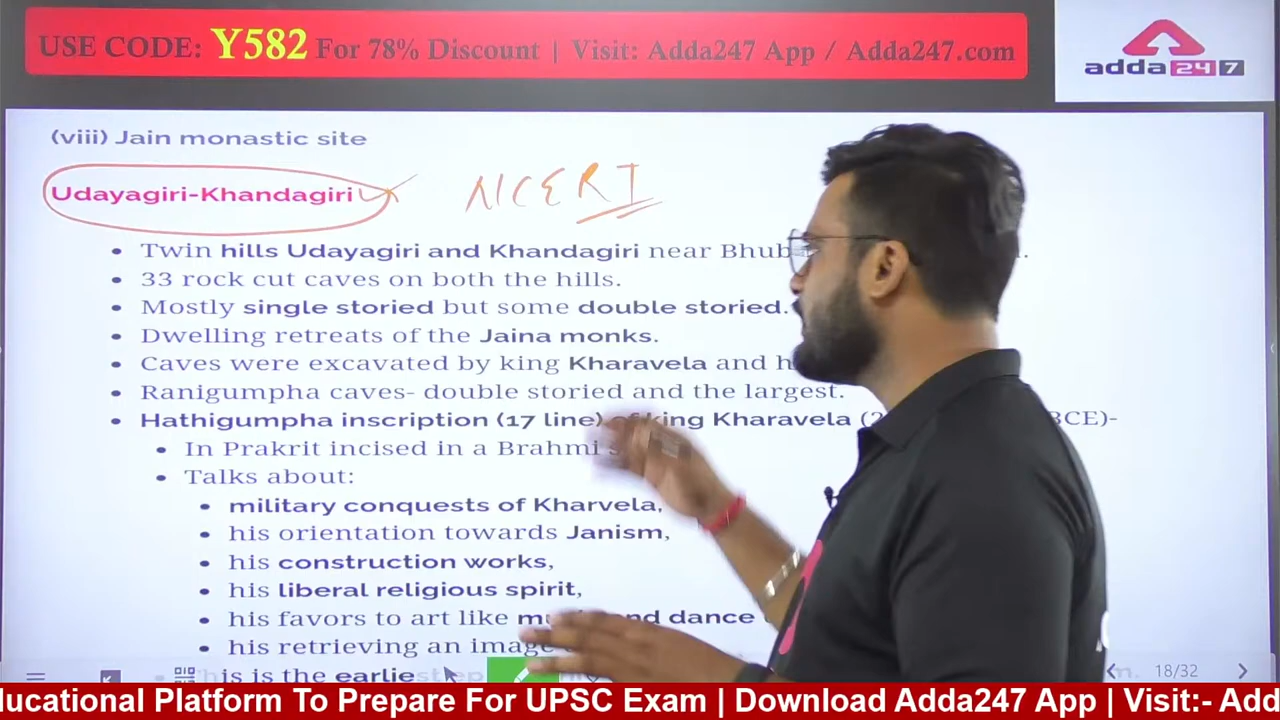 USE CODE: Y582 For 78% Discount | Visit: Adda247 App / Adda247.com
adda 247
(viii) Jain monastic site
Udayagiri-Khandagiri NCERT
Twin hills Udayagiri and Khandagiri near
33 rock cut caves on both the hills.
Mostly single storied but some double storied.
Dwelling retreats of the Jaina monks.
Caves were excavated by king Kharavela and
Ranigumpha caves- double storied and the largest.
Hathigumpha inscription (17 line) of king Kharavela BCE)-
In Prakrit incised in a Brahmi
Talks about:
military conquests of Kharvela,
his orientation towards Janism,
his construction works,
his liberal religious spirit,
his favors to art like and dance
his retrieving an image
is is the earlie
18/32
ducational Platform To Prepare For UPSC Exam | Download Adda247 App | Visit:- Add